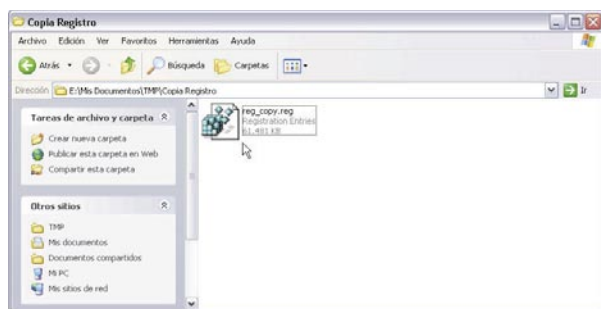 Copia Registro
Archivo Edición Ver Favoritos Herramientas Ayuda
Atrás Búsqueda Carpetas
Dirección E:\Mis Documentos\TMP\Copia Registro Ir
Tareas de archivo y carpeta
Crear nueva carpeta
Publicar esta carpeta en Web
Compartir esta carpeta
Otros sitios
TMP
Mis documentos
Documentos compartidos
Mi PC
Mis sitios de red
reg_copy.reg
Registration Entries
61.481 KB